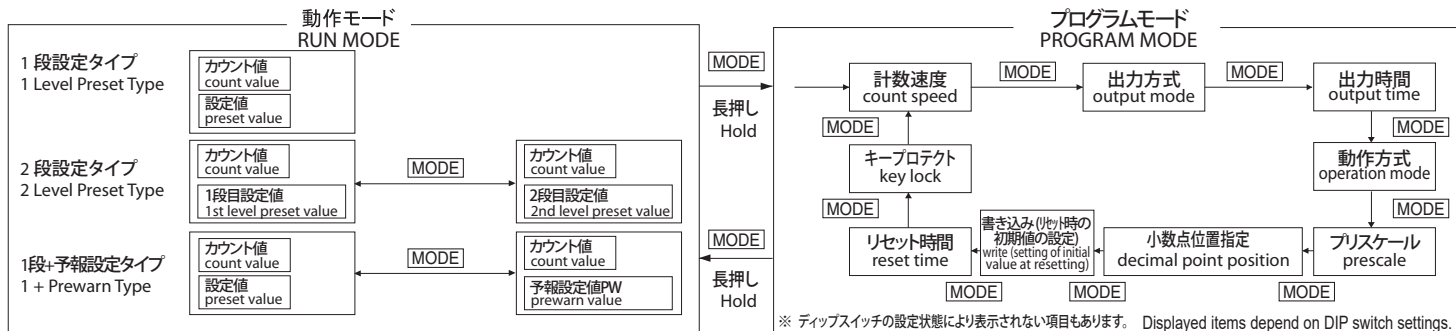 動作モード
RUN MODE
1 段設定タイプ
1 Level Preset Type
カウント値
count value
設定値
preset value
2 段設定タイプ
2 Level Preset Type
カウント値
count value
1段目設定値
1st level preset value
MODE
カウント値
count value
2段目設定値
2nd level preset value
1段+予報設定タイプ
1 + Prewarn Type
カウント値
count value
設定値
preset value
MODE
カウント値
count value
予報設定値PW
prewarn value
MODE
長押し
Hold
MODE
長押し
Hold
プログラムモード
PROGRAM MODE
計数速度
count speed
MODE
出力方式
output mode
MODE
出力時間
output time
MODE
動作方式
operation mode
MODE
プリスケール
prescale
MODE
小数点位置指定
decimal point position
MODE
書き込み(リセット時の
初期値の設定)
write (setting of initial
value at resetting)
MODE
リセット時間
reset time
MODE
キープロテクト
key lock
MODE
※ ディップスイッチの設定状態により表示されない項目もあります。 Displayed items depend on DIP switch settings.